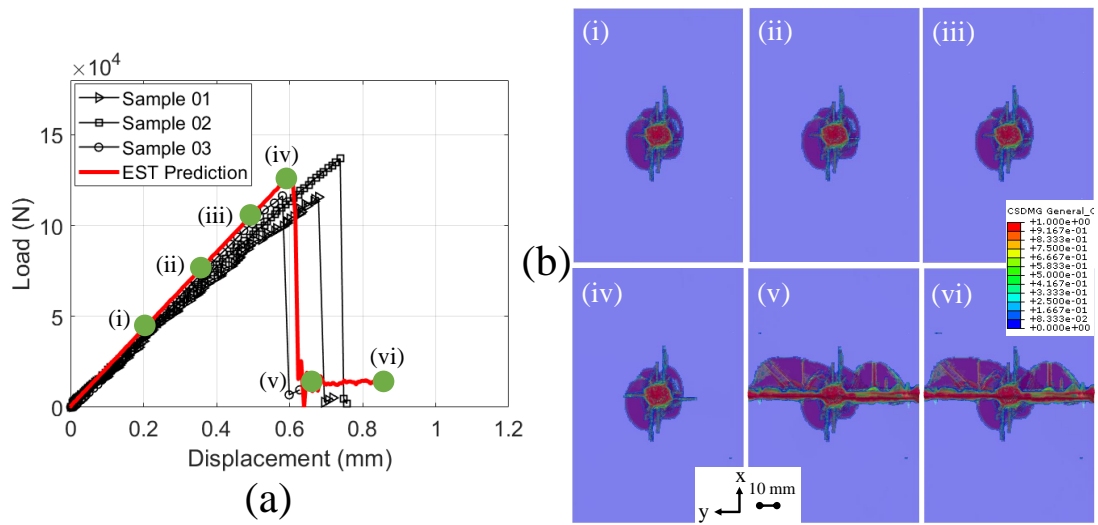 ×10⁴
15
10
5
0
0
0.2
0.4
0.6
0.8
1
1.2
Load (N)
Displacement (mm)
Sample 01
Sample 02
Sample 03
EST Prediction
(i)
(ii)
(iii)
(iv)
(v)
(vi)
(a)
(b)
(i)
(ii)
(iii)
(iv)
(v)
(vi)
CSDMG General_C
+1.000e+00
+9.167e-01
+8.333e-01
+7.500e-01
+6.667e-01
+5.833e-01
+5.000e-01
+4.167e-01
+3.333e-01
+2.500e-01
+1.667e-01
+8.333e-02
+0.000e+00
x
y
10 mm